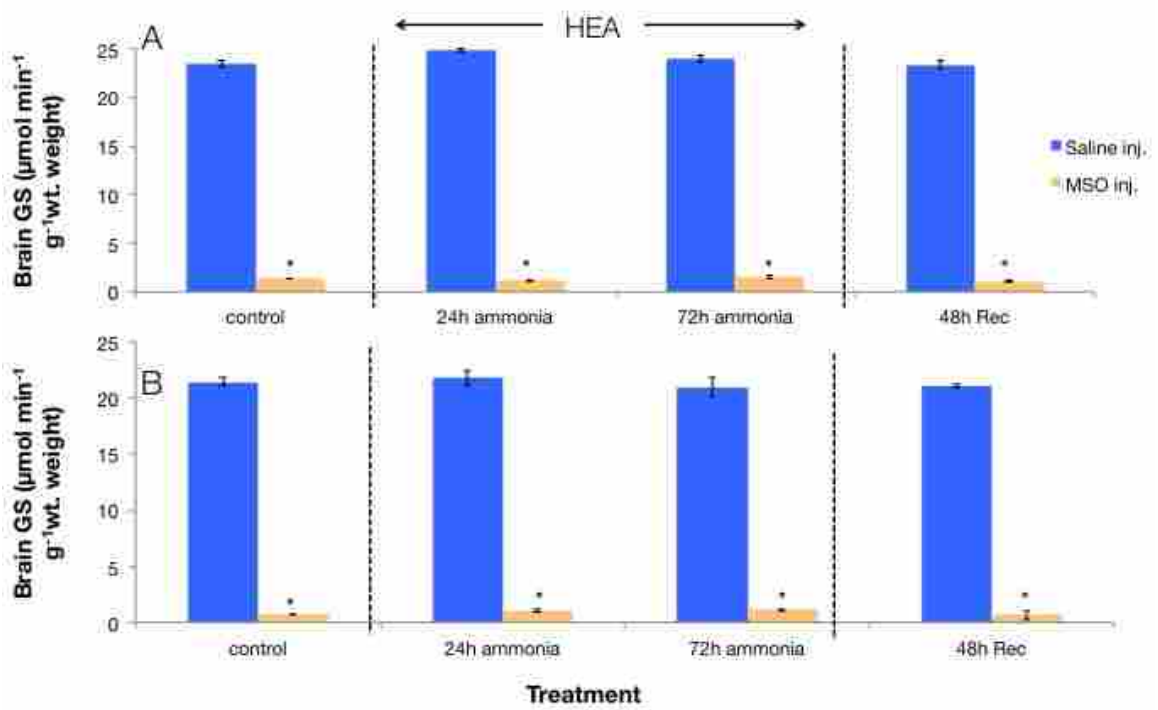 HEA
A
Brain GS (µmol min⁻¹
g⁻¹wt. weight)
25
20
15
10
5
0
*
*
*
*
control
24h ammonia
72h ammonia
48h Rec
Saline inj.
MSO inj.
B
Brain GS (µmol min⁻¹
g⁻¹wt. weight)
25
20
15
10
5
0
*
*
*
*
control
24h ammonia
72h ammonia
48h Rec
Treatment